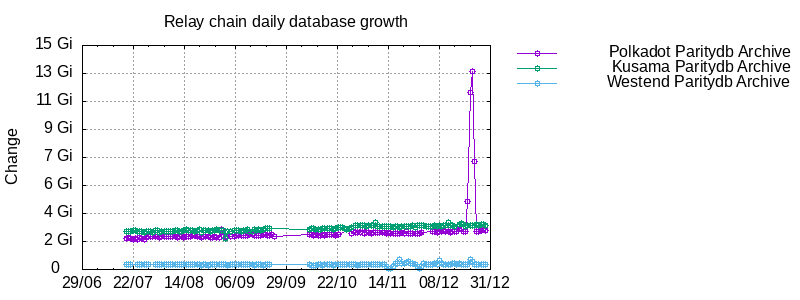 Relay chain daily database growth
15 Gi
13 Gi
11 Gi
9 Gi
7 Gi
6 Gi
4 Gi
2 Gi
0
Change
29/06 22/07 14/08 06/09 29/09 22/10 14/11 08/12 31/12
Polkadot Paritydb Archive
Kusama Paritydb Archive
Westend Paritydb Archive